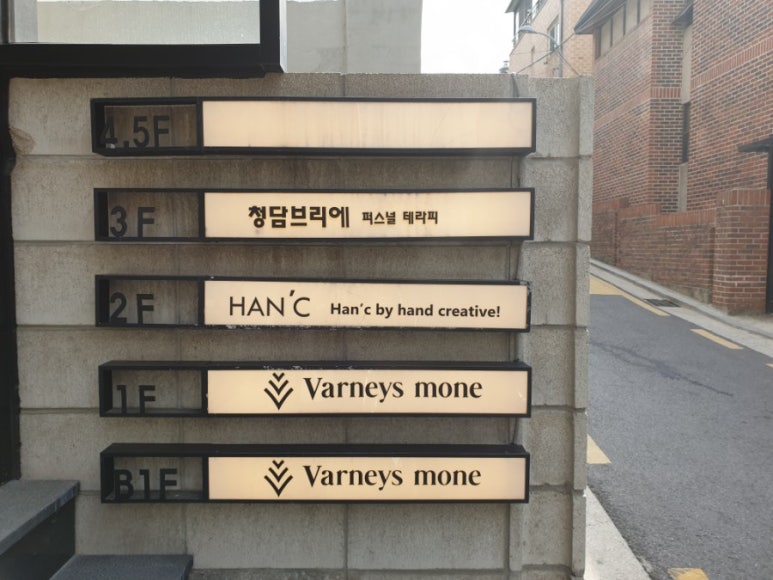 4.5F
3F 청담브리에 퍼스널 테라피
2F HAN'C Han'c by hand creative!
1F Varneys mone
B1F Varneys mone